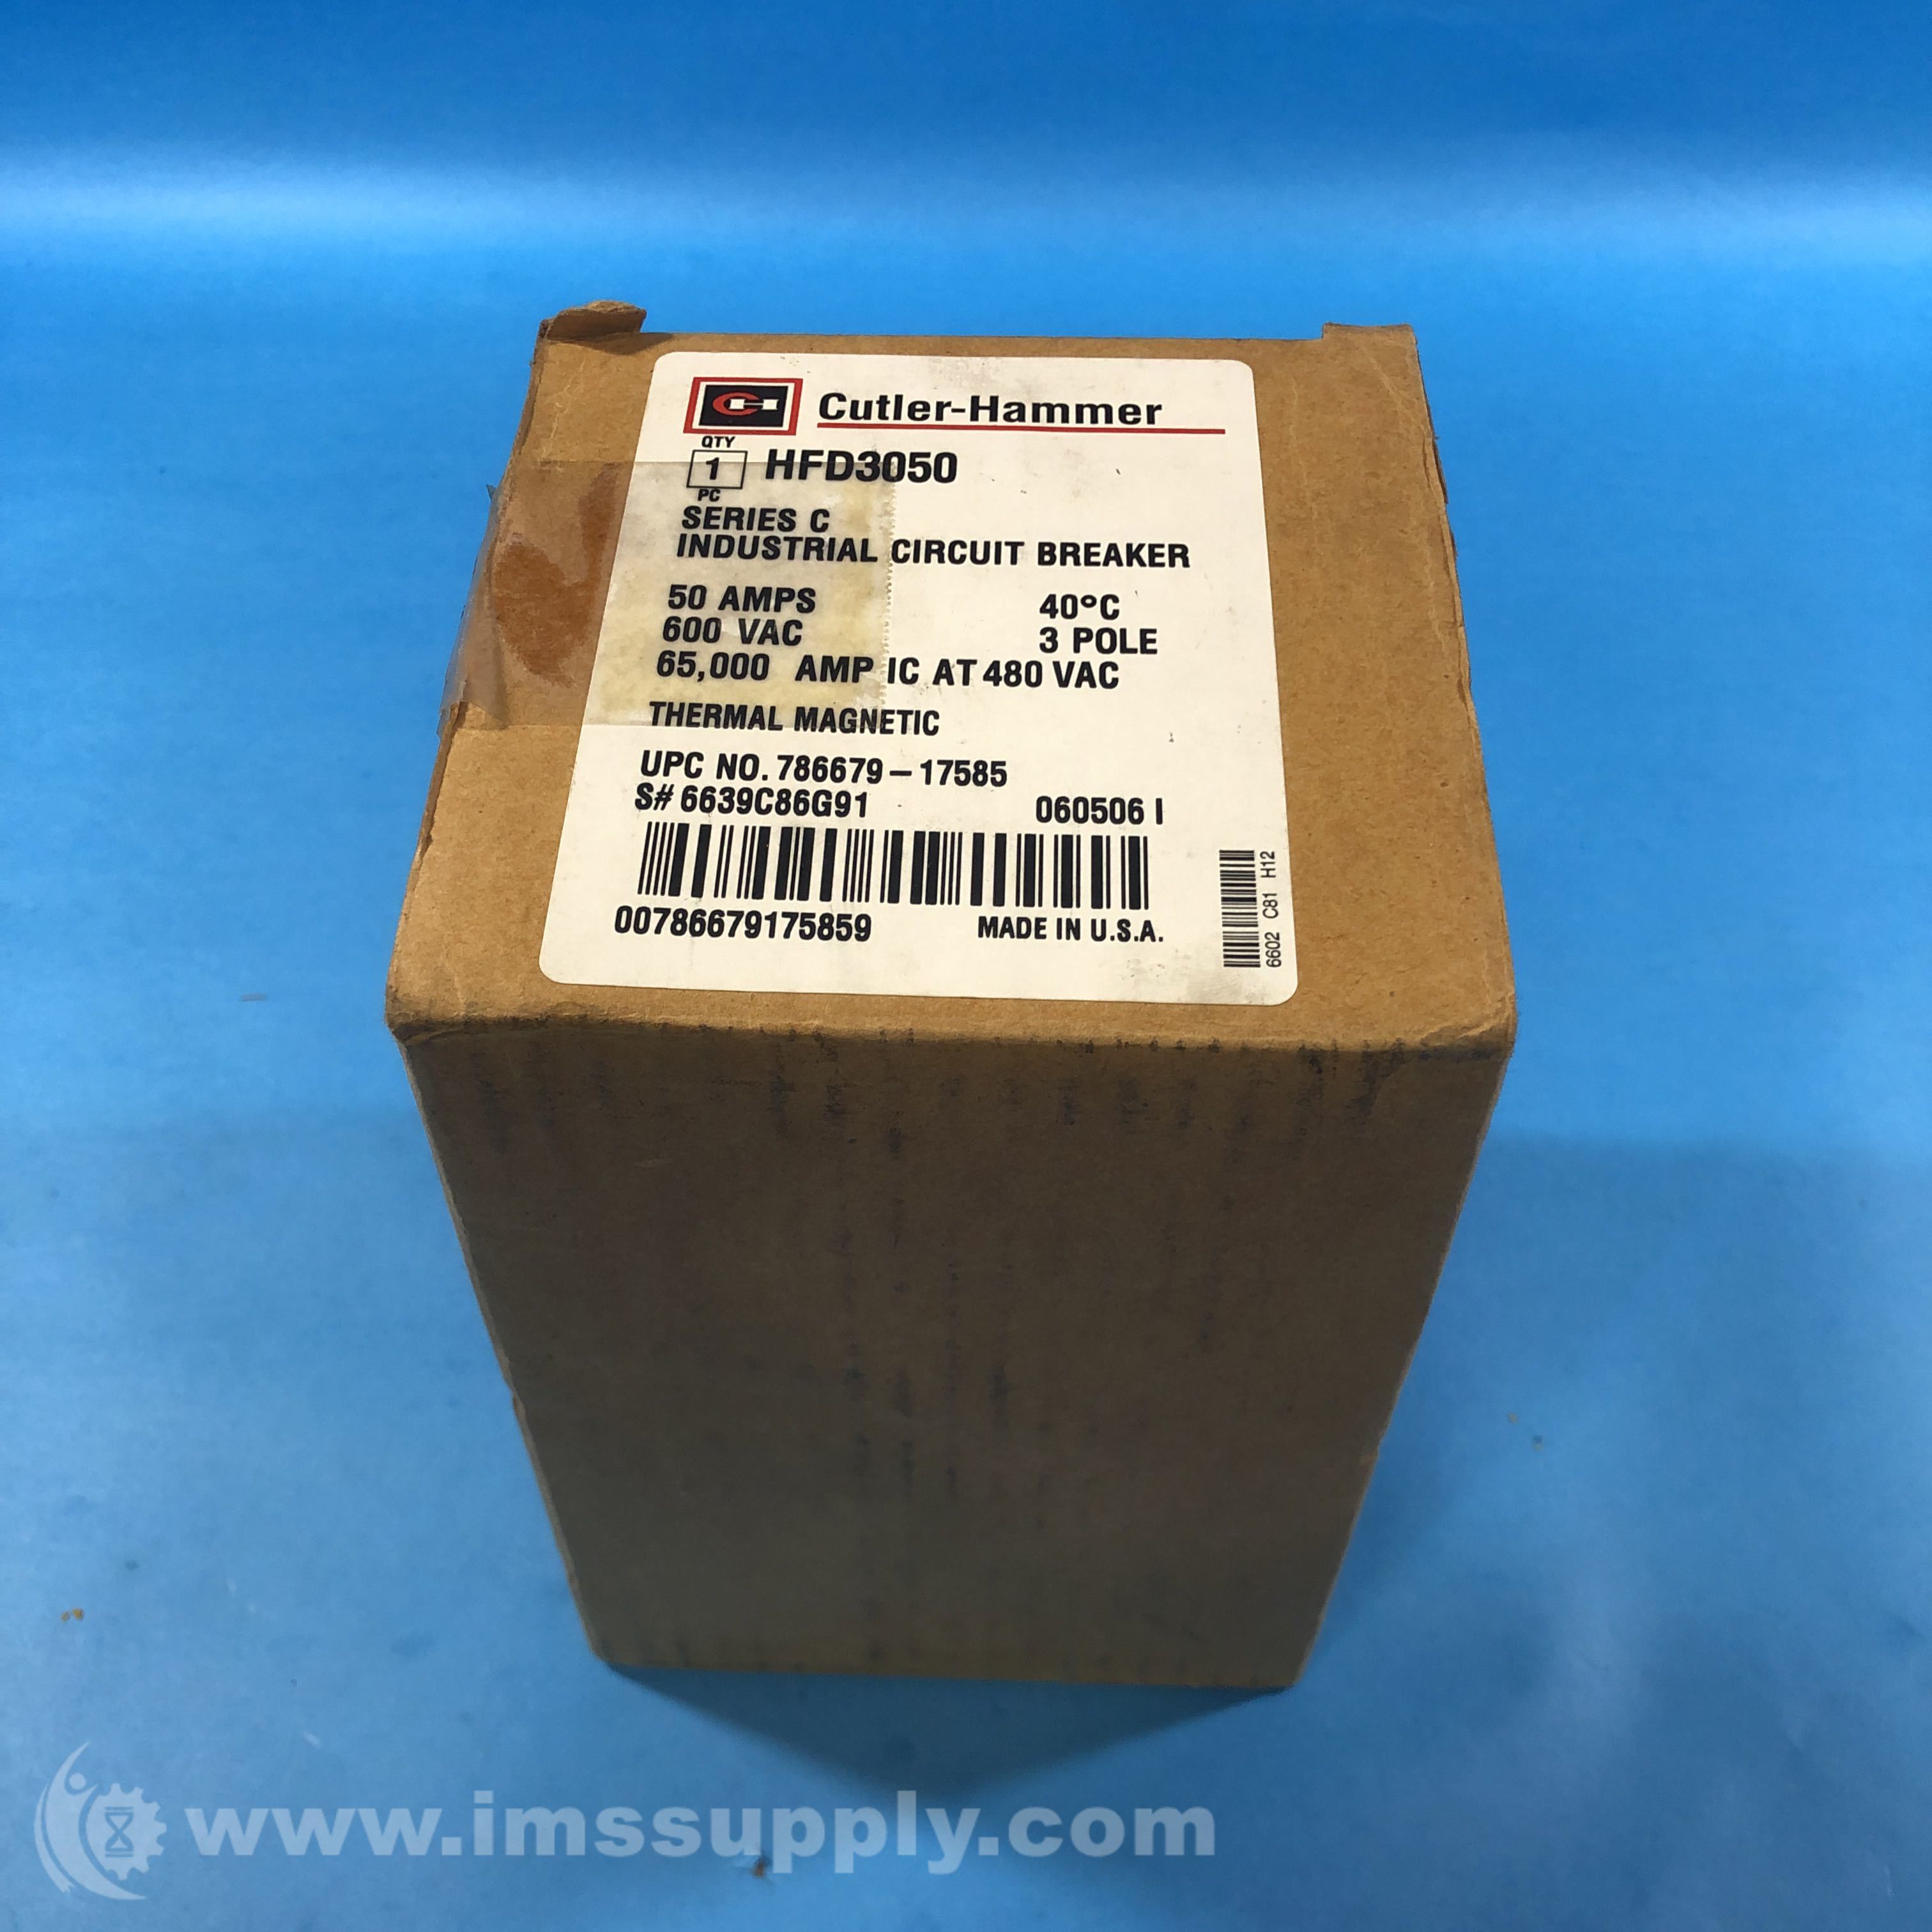 Cutler-Hammer
QTY
1 HFD3050
PC
SERIES C
INDUSTRIAL CIRCUIT BREAKER
50 AMPS 40°C
600 VAC 3 POLE
65,000 AMP IC AT 480 VAC
THERMAL MAGNETIC
UPC NO. 786679-17585
S# 6639C86G91 060506 I
00786679175859 MADE IN U.S.A.
6602 C81 H12
www.imssupply.com